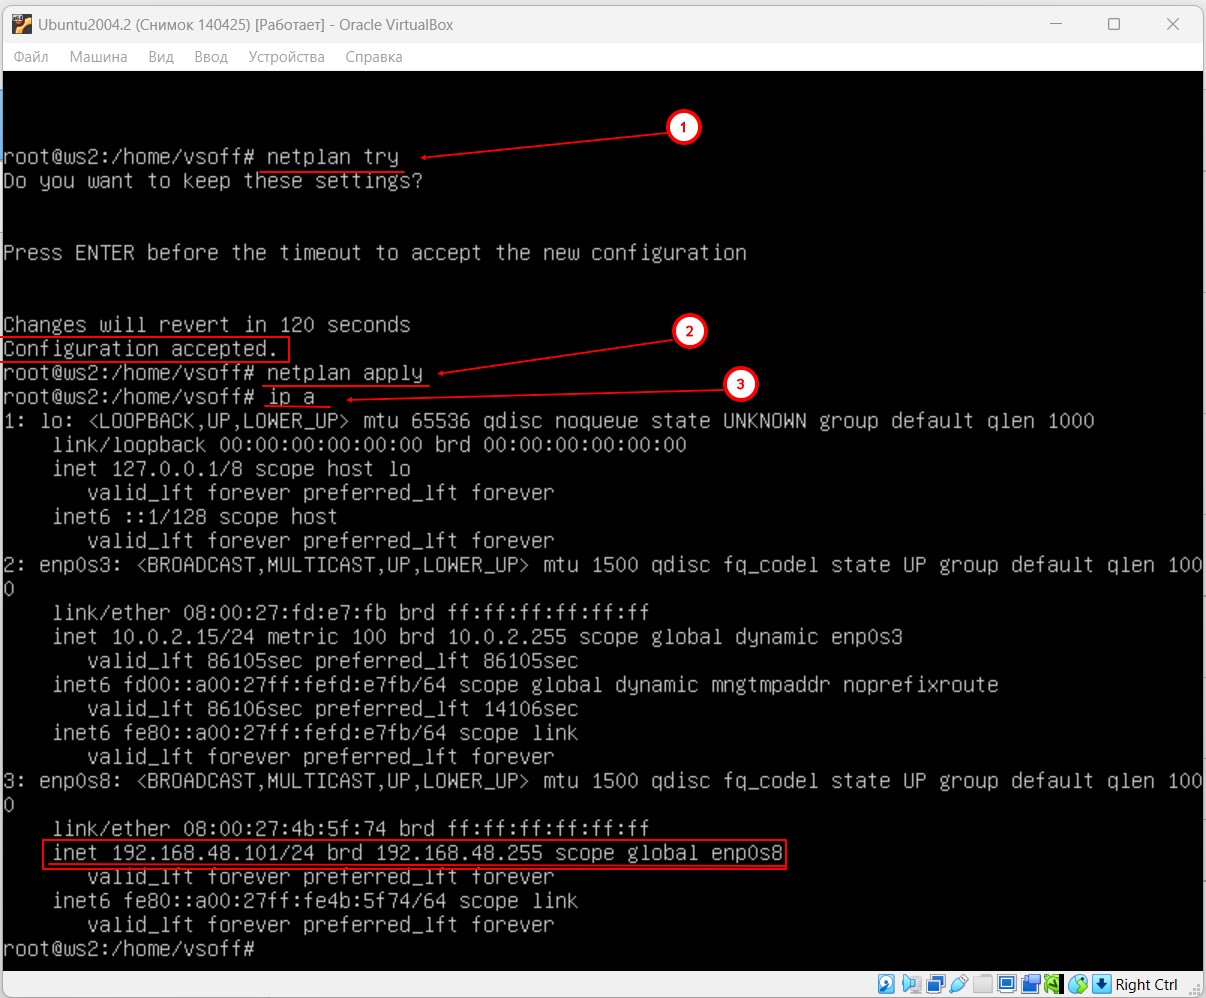 Ubuntu2004.2 (Снимок 140425) [Работает] - Oracle VirtualBox
Файл Машина Вид Ввод Устройства Справка
1
root@ws2:/home/vsoff# netplan try
Do you want to keep these settings?
Press ENTER before the timeout to accept the new configuration
Changes will revert in 120 seconds
2
Configuration accepted.
root@ws2:/home/vsoff# netplan apply
3
root@ws2:/home/vsoff# ip a
1: lo: <LOOPBACK,UP,LOWER_UP> mtu 65536 qdisc noqueue state UNKNOWN group default qlen 1000
link/loopback 00:00:00:00:00:00 brd 00:00:00:00:00:00
inet 127.0.0.1/8 scope host lo
valid_lft forever preferred_lft forever
inet6 ::1/128 scope host
valid_lft forever preferred_lft forever
2: enp0s3: <BROADCAST,MULTICAST,UP,LOWER_UP> mtu 1500 qdisc fq_codel state UP group default qlen 100
0
link/ether 08:00:27:fd:e7:fb brd ff:ff:ff:ff:ff:ff
inet 10.0.2.15/24 metric 100 brd 10.0.2.255 scope global dynamic enp0s3
valid_lft 86105sec preferred_lft 86105sec
inet6 fd00::a00:27ff:fefd:e7fb/64 scope global dynamic mngtmpaddr noprefixroute
valid_lft 86106sec preferred_lft 14106sec
inet6 fe80::a00:27ff:fefd:e7fb/64 scope link
valid_lft forever preferred_lft forever
3: enp0s8: <BROADCAST,MULTICAST,UP,LOWER_UP> mtu 1500 qdisc fq_codel state UP group default qlen 100
0
link/ether 08:00:27:4b:5f:74 brd ff:ff:ff:ff:ff:ff
inet 192.168.48.101/24 brd 192.168.48.255 scope global enp0s8
valid_lft forever preferred_lft forever
inet6 fe80::a00:27ff:fe4b:5f74/64 scope link
valid_lft forever preferred_lft forever
root@ws2:/home/vsoff#
Right Ctrl